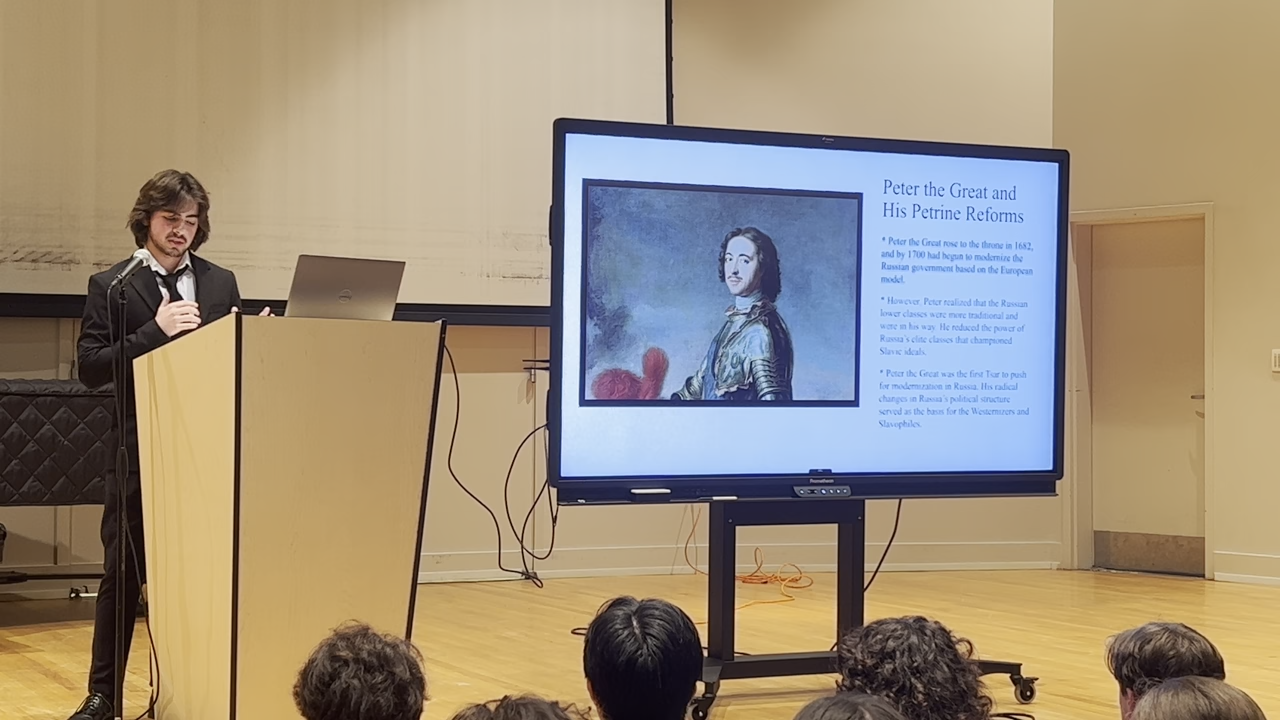 Peter the Great and
His Petrine Reforms
* Peter the Great rose to the throne in 1682,
and by 1700 had begun to modernize the
Russian government based on the European
model.
* However, Peter realized that the Russian
lower classes were more traditional and
were in his way. He reduced the power of
Russia's elite classes that championed
Slavic ideals.
* Peter the Great was the first Tsar to push
for modernization in Russia. His radical
changes in Russia's political structure
served as the basis for the Westernizers and
Slavophiles.
Promethean